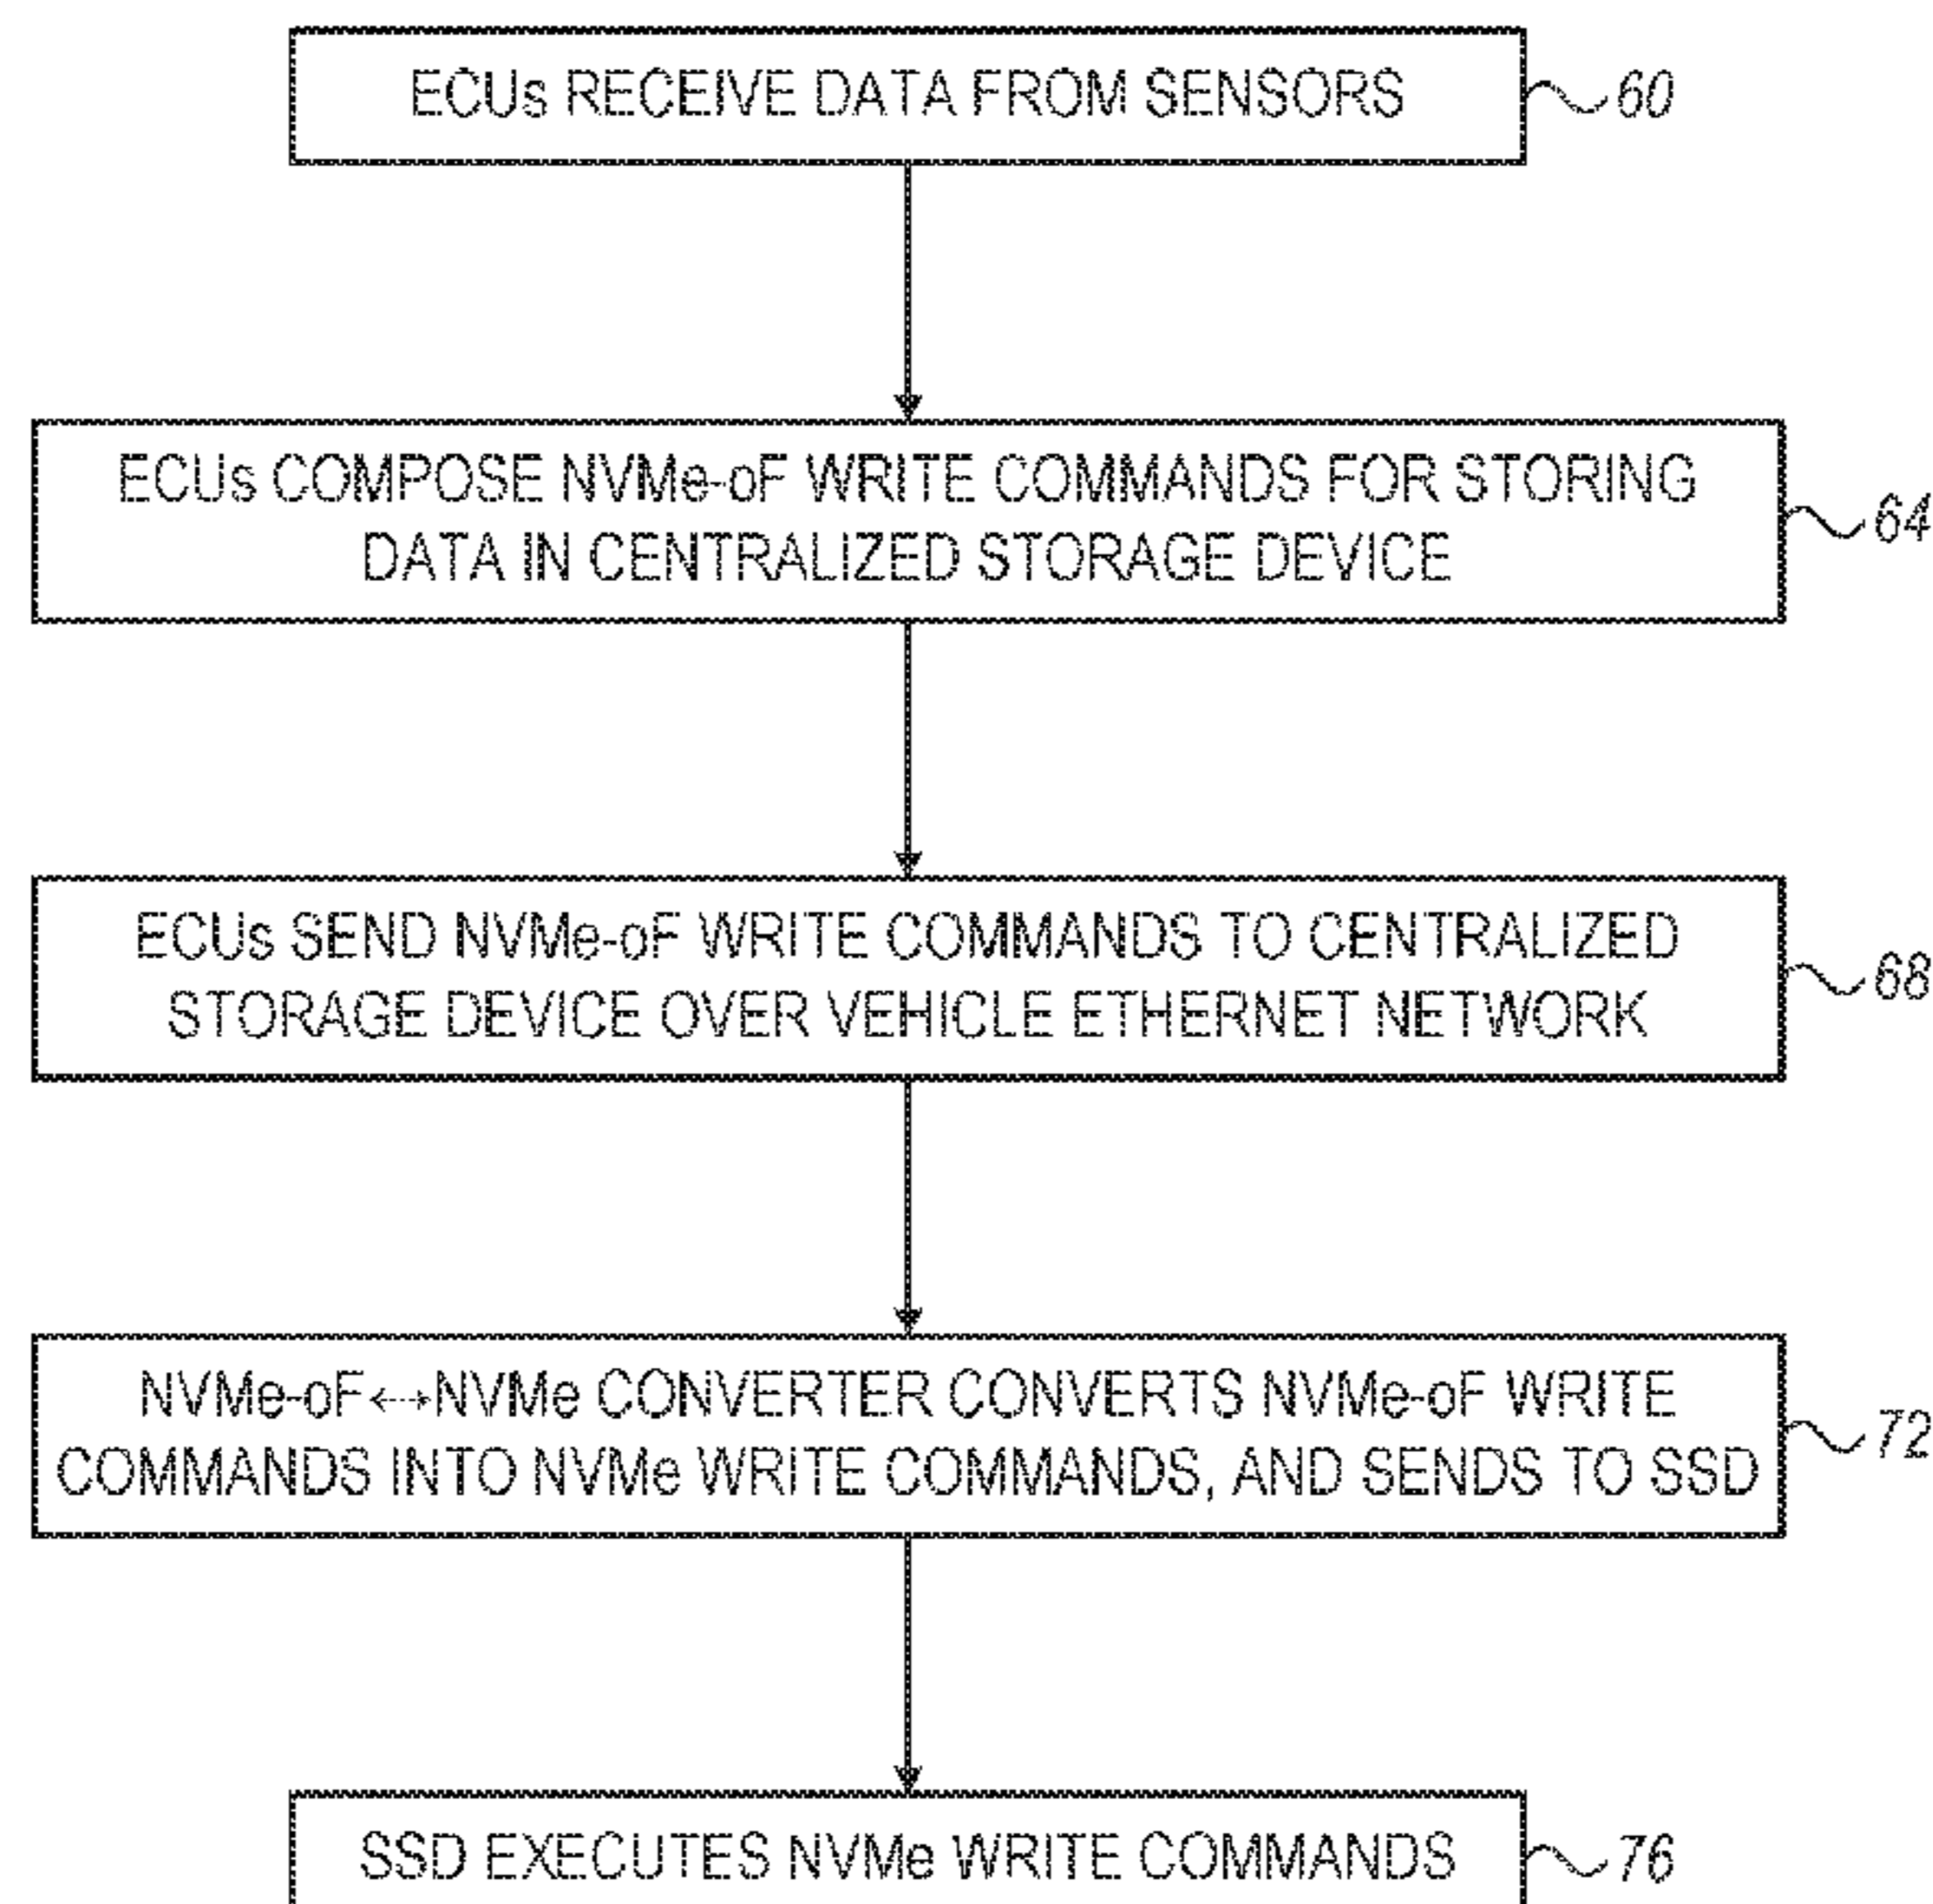 ECUs RECEIVE DATA FROM SENSORS
60
ECUs COMPOSE NVMe-oF WRITE COMMANDS FOR STORING
DATA IN CENTRALIZED STORAGE DEVICE
64
ECUs SEND NVMe-oF WRITE COMMANDS TO CENTRALIZED
STORAGE DEVICE OVER VEHICLE ETHERNET NETWORK
68
NVMe-oF↔NVMe CONVERTER CONVERTS NVMe-oF WRITE
COMMANDS INTO NVMe WRITE COMMANDS, AND SENDS TO SSD
72
SSD EXECUTES NVMe WRITE COMMANDS
76